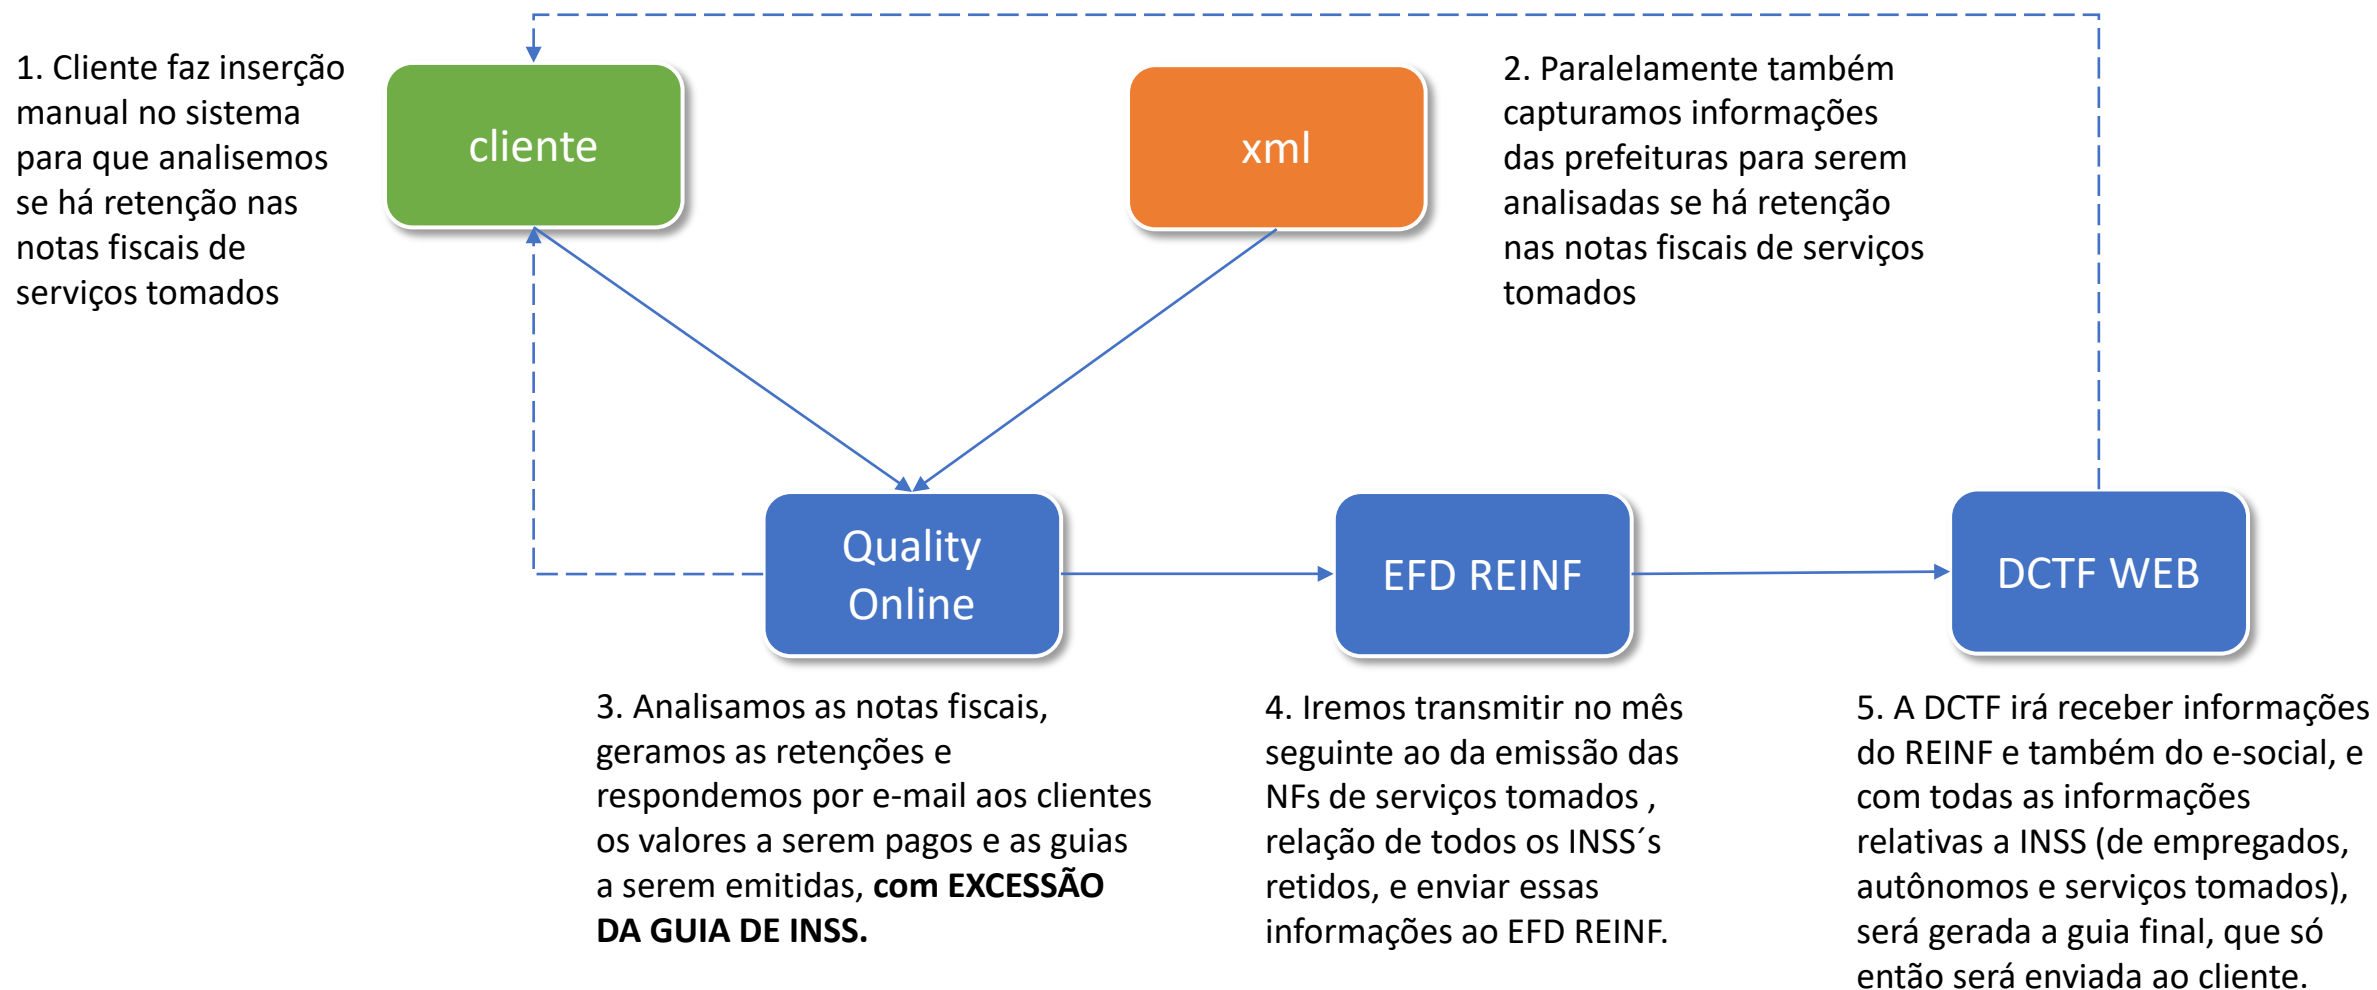 1. Cliente faz inserção
manual no sistema
para que analisemos
se há retenção nas
notas fiscais de
serviços tomados
cliente
xml
2. Paralelamente também
capturamos informações
das prefeituras para serem
analisadas se há retenção
nas notas fiscais de serviços
tomados
Quality
Online
EFD REINF
DCTF WEB
3. Analisamos as notas fiscais,
geramos as retenções e
respondemos por e-mail aos clientes
os valores a serem pagos e as guias
a serem emitidas, com EXCESSÃO
DA GUIA DE INSS.
4. Iremos transmitir no mês
seguinte ao da emissão das
NFs de serviços tomados ,
relação de todos os INSS´s
retidos, e enviar essas
informações ao EFD REINF.
5. A DCTF irá receber informações
do REINF e também do e-social, e
com todas as informações
relativas a INSS (de empregados,
autônomos e serviços tomados),
será gerada a guia final, que só
então será enviada ao cliente.